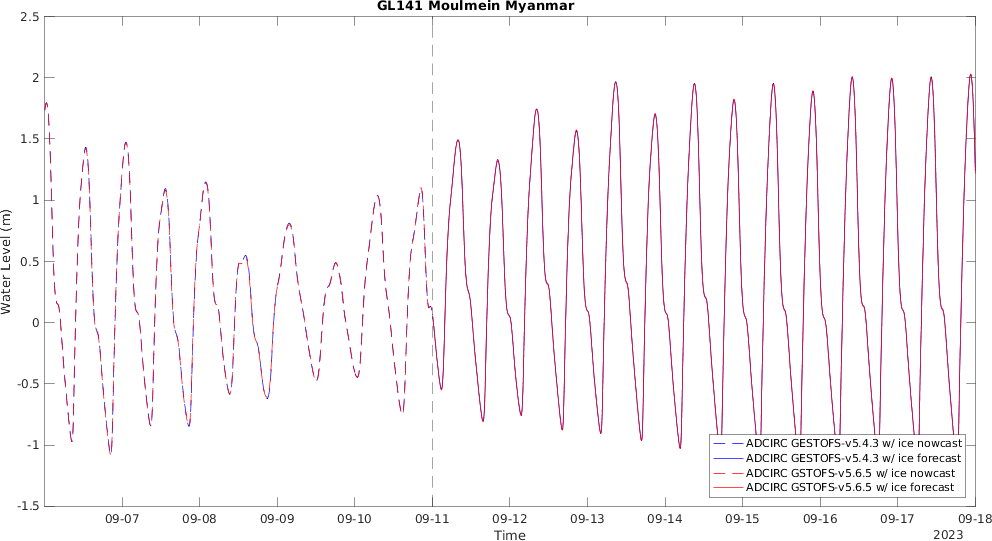 GL141 Moulmein Myanmar
2.5
2
1.5
1
0.5
0
-0.5
-1
-1.5
Water Level (m)
09-07 09-08 09-09 09-10 09-11 09-12 09-13 09-14 09-15 09-16 09-17 09-18
Time
2023
ADCIRC GESTOFS-v5.4.3 w/ ice nowcast
ADCIRC GESTOFS-v5.4.3 w/ ice forecast
ADCIRC GSTOFS-v5.6.5 w/ ice nowcast
ADCIRC GSTOFS-v5.6.5 w/ ice forecast